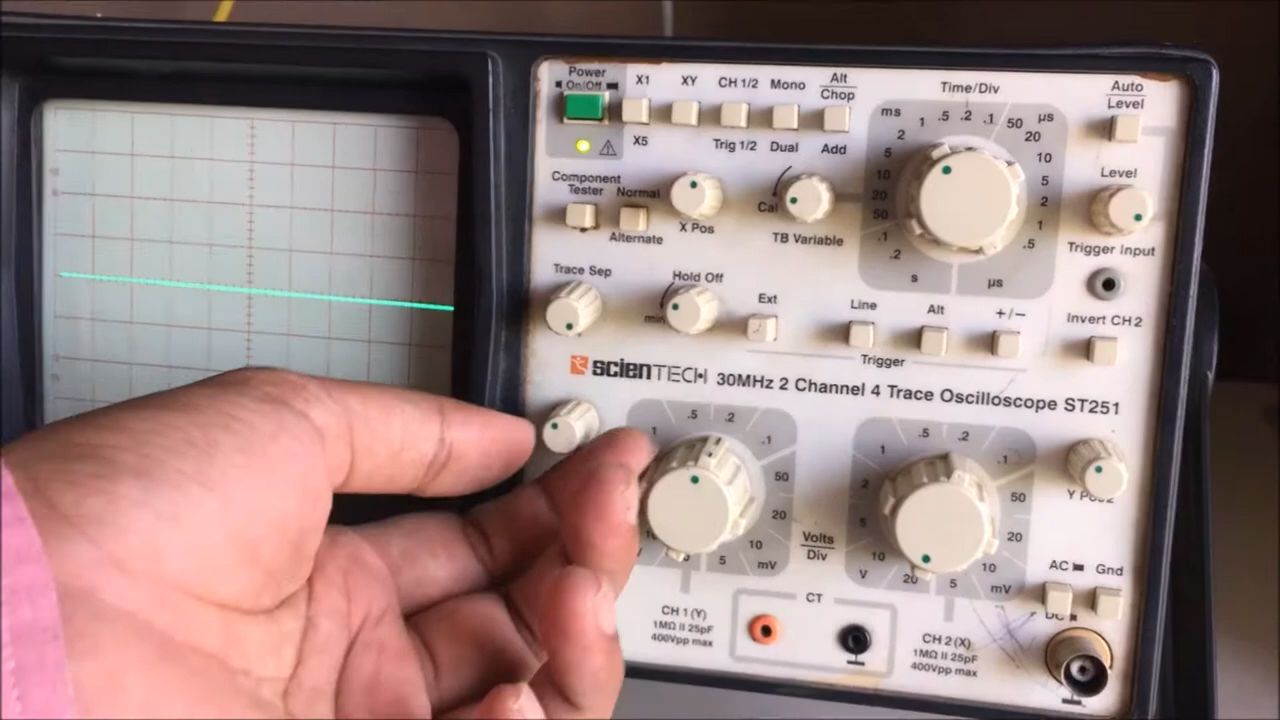 Power
On/Off
X1
XY
CH 1/2
Mono
Alt
Chop
X5
Trig 1/2
Dual
Add
Time/Div
ms
µs
1
.5
.2
.1
50
20
10
5
2
1
.5
µs
2
5
10
20
50
.1
.2
s
Auto
Level
Level
Trigger Input
Component
Tester
Normal
Alternate
X Pos
Cal
TB Variable
Trace Sep
Hold Off
min
Ext
Line
Alt
+/−
Trigger
Invert CH 2
SCIENTECH 30MHz 2 Channel 4 Trace Oscilloscope ST251
1
.5
.2
.1
50
20
10
5
mV
Volts
Div
1
.5
.2
.1
50
20
10
5
mV
2
5
10
V
20
Y Pos2
AC
Gnd
DC
CT
CH 1 (Y)
1MΩ II 25pF
400Vpp max
CH 2 (X)
1MΩ II 25pF
400Vpp max